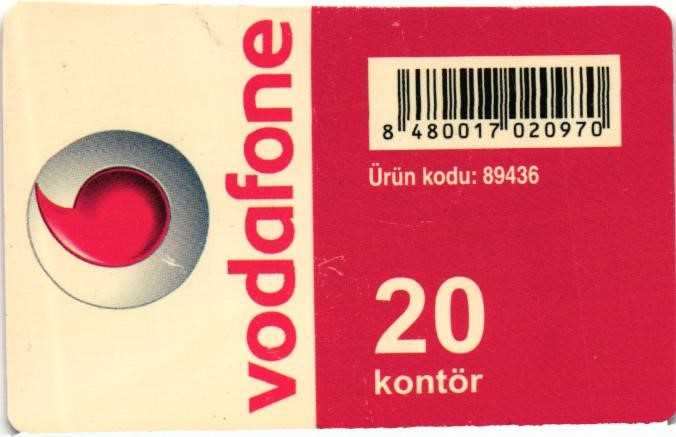 vodafone
8 480017 020970
Ürün kodu: 89436
20
kontör